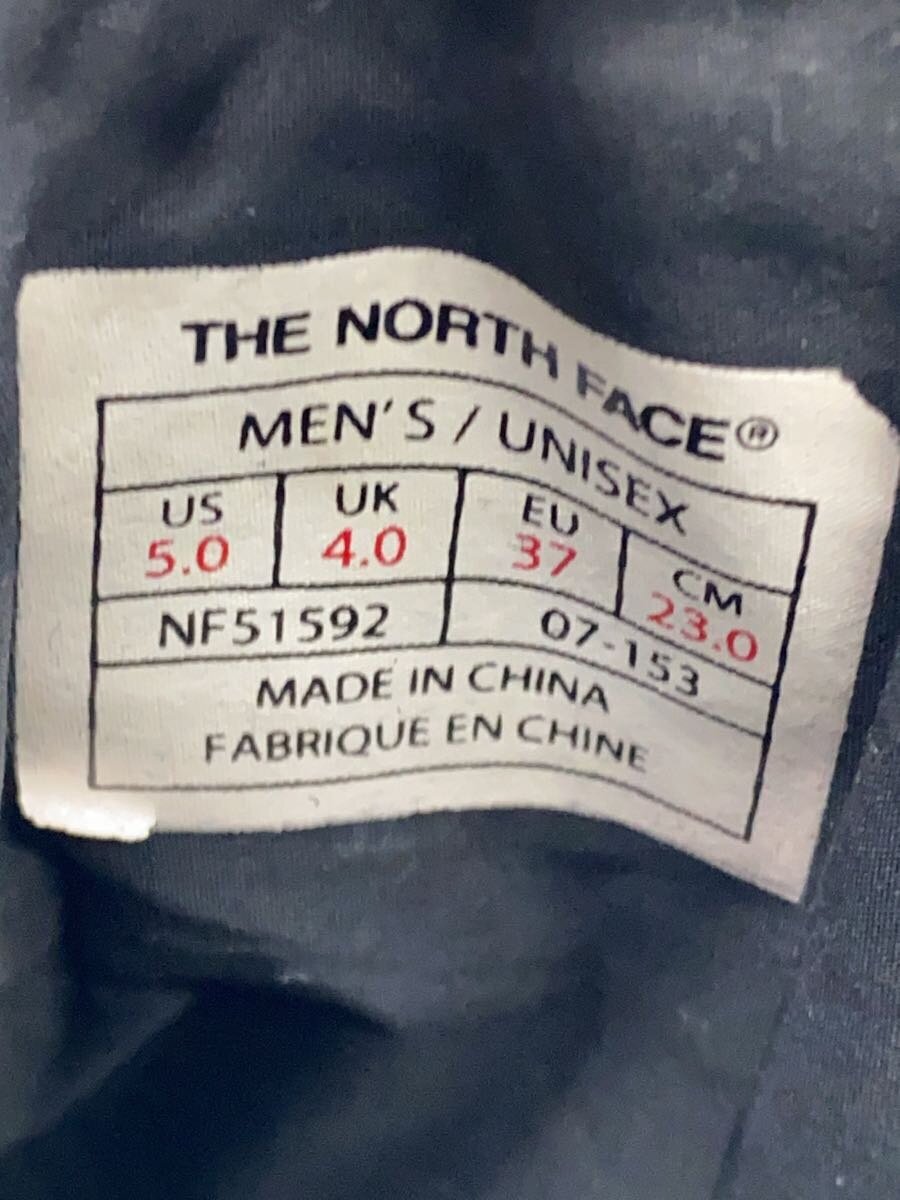 THE NORTH FACE®
MEN'S / UNISEX
US UK EU CM
5.0 4.0 37 23.0
NF51592 07-153
MADE IN CHINA
FABRIQUE EN CHINE